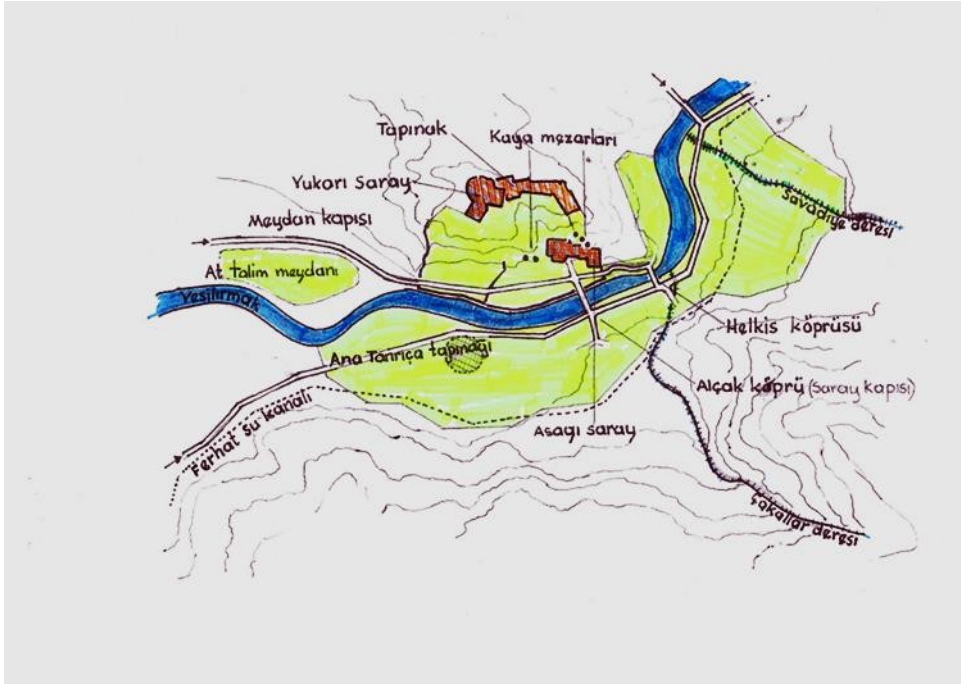 Tapınak
Kaya mezarları
Yukarı Saray
Meydan kapısı
Savadiye deresi
At talim meydanı
Yeşilırmak
Helkis köprüsü
Ana Tanrıça tapınağı
Alçak köprü (Saray kapısı)
Ferhat su kanalı
Aşağı saray
Çakallar deresi